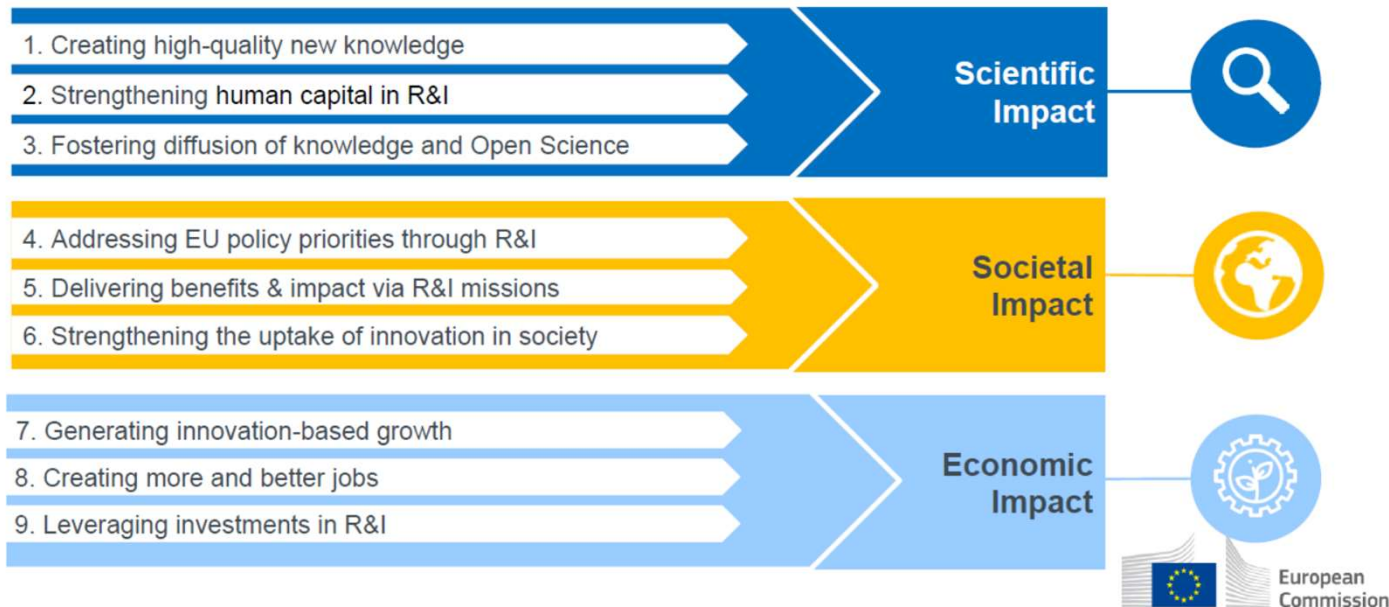 1. Creating high-quality new knowledge
2. Strengthening human capital in R&I
3. Fostering diffusion of knowledge and Open Science
Scientific
Impact
4. Addressing EU policy priorities through R&I
5. Delivering benefits & impact via R&I missions
6. Strengthening the uptake of innovation in society
Societal
Impact
7. Generating innovation-based growth
8. Creating more and better jobs
9. Leveraging investments in R&I
Economic
Impact
European
Commission